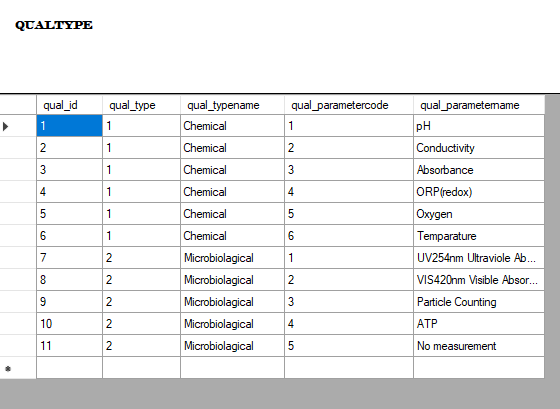 QUALTYPE
qual_id qual_type qual_typename qual_parametercode qual_parametername
1 1 Chemical 1 pH
2 1 Chemical 2 Conductivity
3 1 Chemical 3 Absorbance
4 1 Chemical 4 ORP(redox)
5 1 Chemical 5 Oxygen
6 1 Chemical 6 Temparature
7 2 Microbiolagical 1 UV254nm Ultraviole Ab...
8 2 Microbiolagical 2 VIS420nm Visible Absor...
9 2 Microbiolagical 3 Particle Counting
10 2 Microbiolagical 4 ATP
11 2 Microbiolagical 5 No measurement